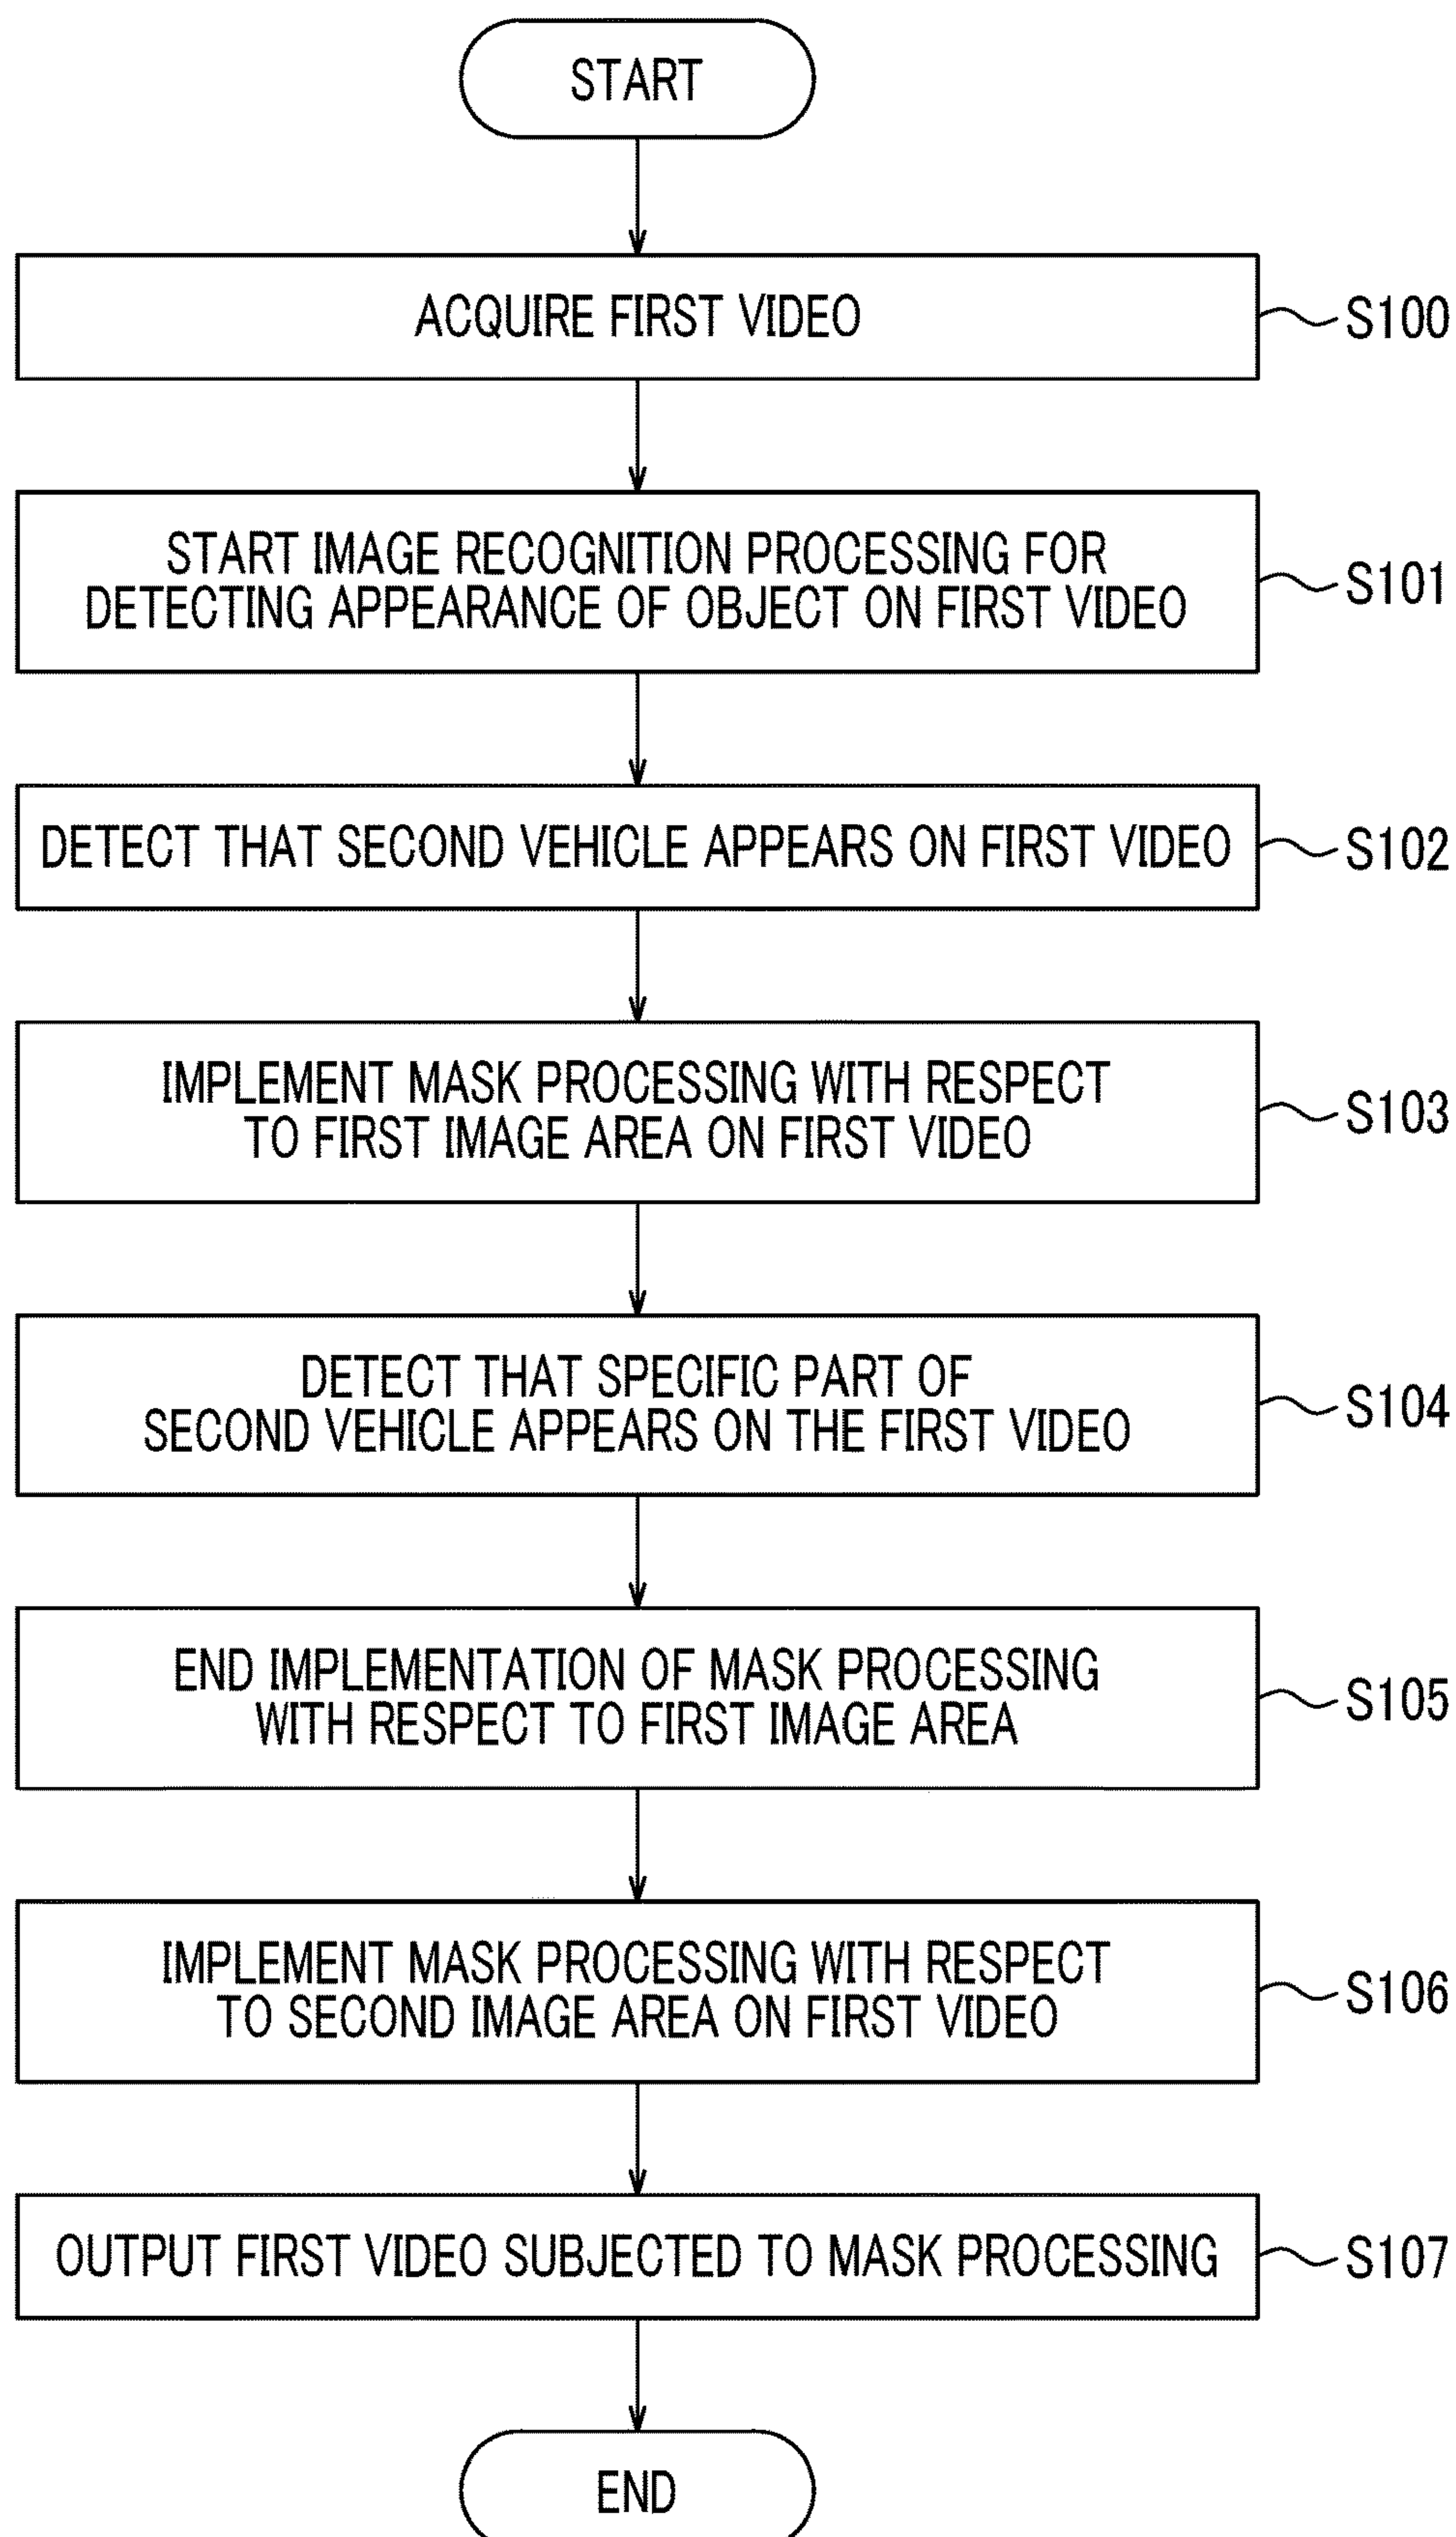 START
ACQUIRE FIRST VIDEO
S100
START IMAGE RECOGNITION PROCESSING FOR
DETECTING APPEARANCE OF OBJECT ON FIRST VIDEO
S101
DETECT THAT SECOND VEHICLE APPEARS ON FIRST VIDEO
S102
IMPLEMENT MASK PROCESSING WITH RESPECT
TO FIRST IMAGE AREA ON FIRST VIDEO
S103
DETECT THAT SPECIFIC PART OF
SECOND VEHICLE APPEARS ON THE FIRST VIDEO
S104
END IMPLEMENTATION OF MASK PROCESSING
WITH RESPECT TO FIRST IMAGE AREA
S105
IMPLEMENT MASK PROCESSING WITH RESPECT
TO SECOND IMAGE AREA ON FIRST VIDEO
S106
OUTPUT FIRST VIDEO SUBJECTED TO MASK PROCESSING
S107
END